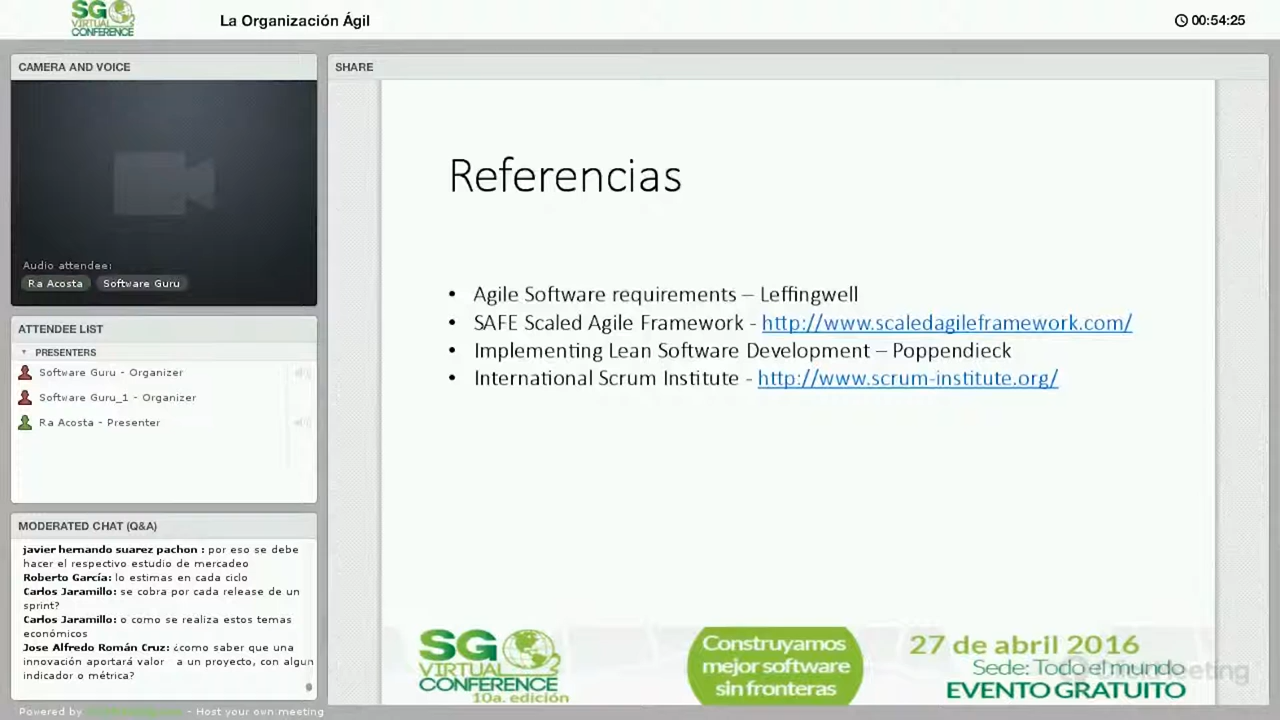 SG
VIRTUAL
CONFERENCE
La Organización Ágil
00:54:25
CAMERA AND VOICE
Audio attendee:
Ra Acosta
Software Guru
ATTENDEE LIST
PRESENTERS
Software Guru - Organizer
Software Guru_1 - Organizer
Ra Acosta - Presenter
MODERATED CHAT (Q&A)
javier hernando suarez pachon : por eso se debe
hacer el respectivo estudio de mercadeo
Roberto García: lo estimas en cada ciclo
Carlos Jaramillo: se cobra por cada release de un
sprint?
Carlos Jaramillo: o como se realiza estos temas
económicos
Jose Alfredo Román Cruz: ¿como saber que una
innovación aportará valor a un proyecto, con algun
indicador o métrica?
Powered by - Host your own meeting
SHARE
Referencias
• Agile Software requirements – Leffingwell
• SAFE Scaled Agile Framework - http://www.scaledagileframework.com/
• Implementing Lean Software Development – Poppendieck
• International Scrum Institute - http://www.scrum-institute.org/
SG
VIRTUAL
CONFERENCE
10a. edición
Construyamos
mejor software
sin fronteras
27 de abril 2016
Sede: Todo el mundo
EVENTO GRATUITO